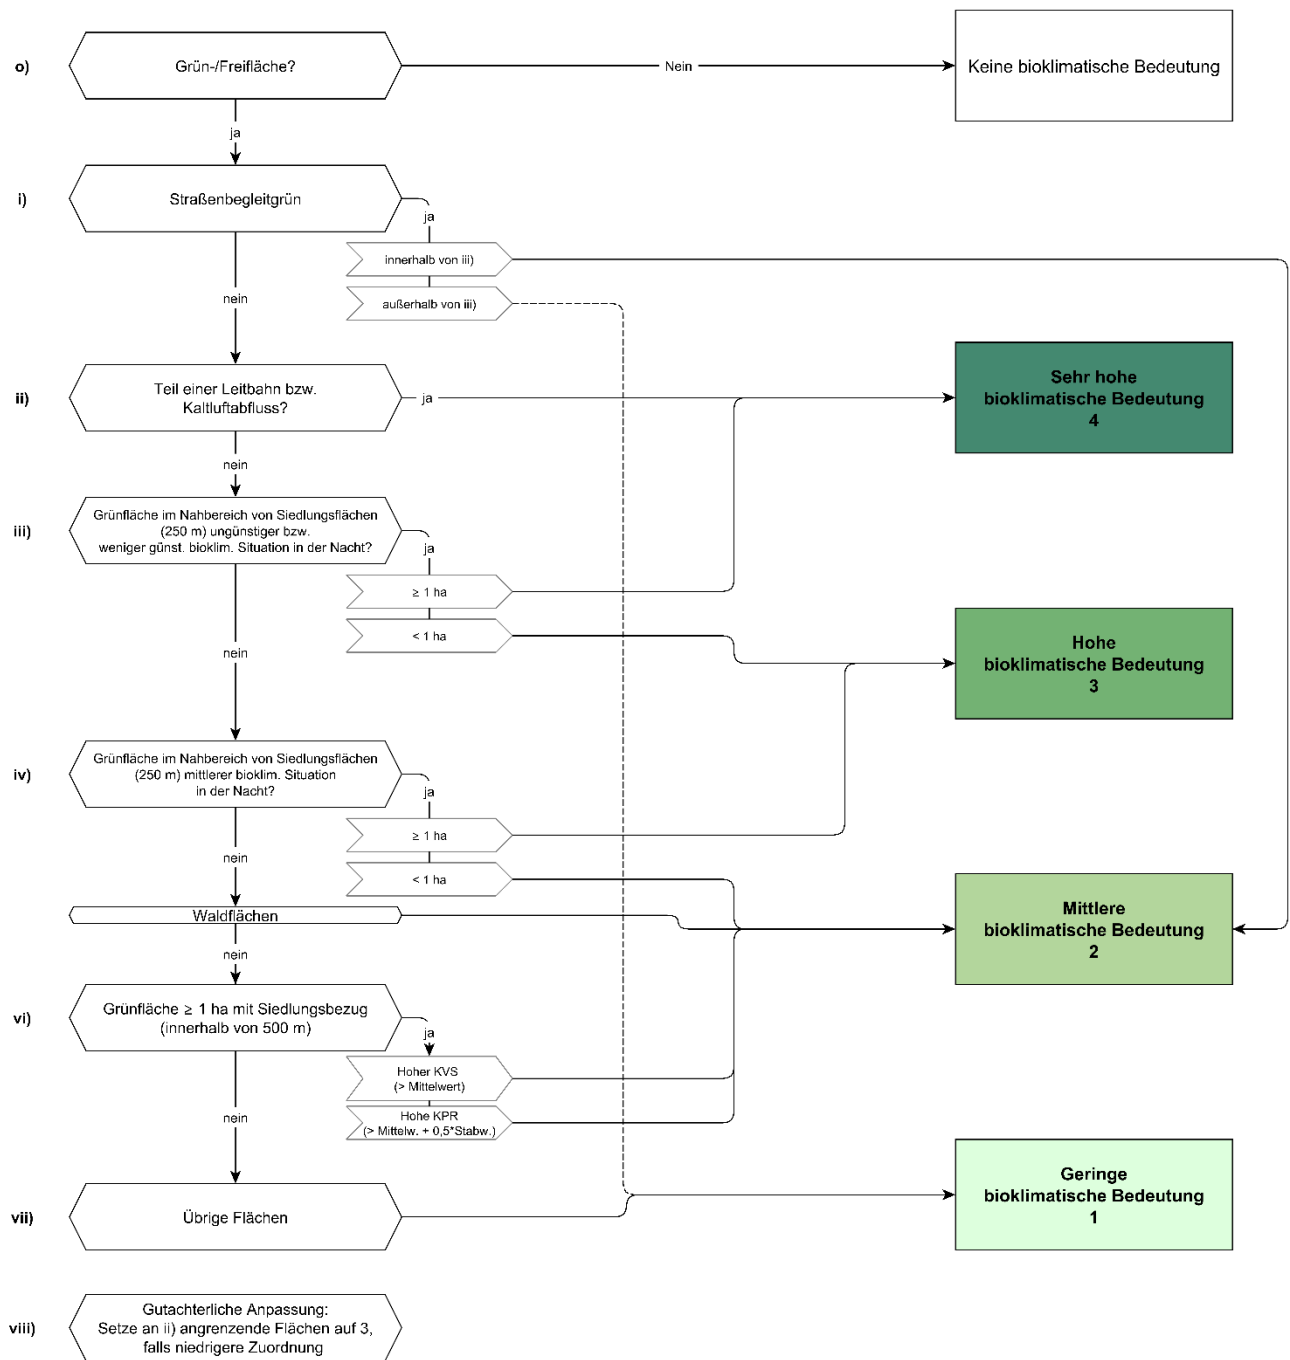 o)
Grün-/Freifläche?
Nein
Keine bioklimatische Bedeutung
ja
i)
Straßenbegleitgrün
ja
innerhalb von iii)
außerhalb von iii)
nein
ii)
Teil einer Leitbahn bzw.
Kaltluftabfluss?
ja
Sehr hohe
bioklimatische Bedeutung
4
nein
iii)
Grünfläche im Nahbereich von Siedlungsflächen
(250 m) ungünstiger bzw.
weniger günst. bioklim. Situation in der Nacht?
ja
≥ 1 ha
< 1 ha
nein
Hohe
bioklimatische Bedeutung
3
iv)
Grünfläche im Nahbereich von Siedlungsflächen
(250 m) mittlerer bioklim. Situation
in der Nacht?
ja
≥ 1 ha
< 1 ha
nein
Waldflächen
Mittlere
bioklimatische Bedeutung
2
nein
vi)
Grünfläche ≥ 1 ha mit Siedlungsbezug
(innerhalb von 500 m)
ja
Hoher KVS
(> Mittelwert)
Hohe KPR
(> Mittelw. + 0,5*Stabw.)
nein
vii)
Übrige Flächen
Geringe
bioklimatische Bedeutung
1
viii)
Gutachterliche Anpassung:
Setze an ii) angrenzende Flächen auf 3,
falls niedrigere Zuordnung